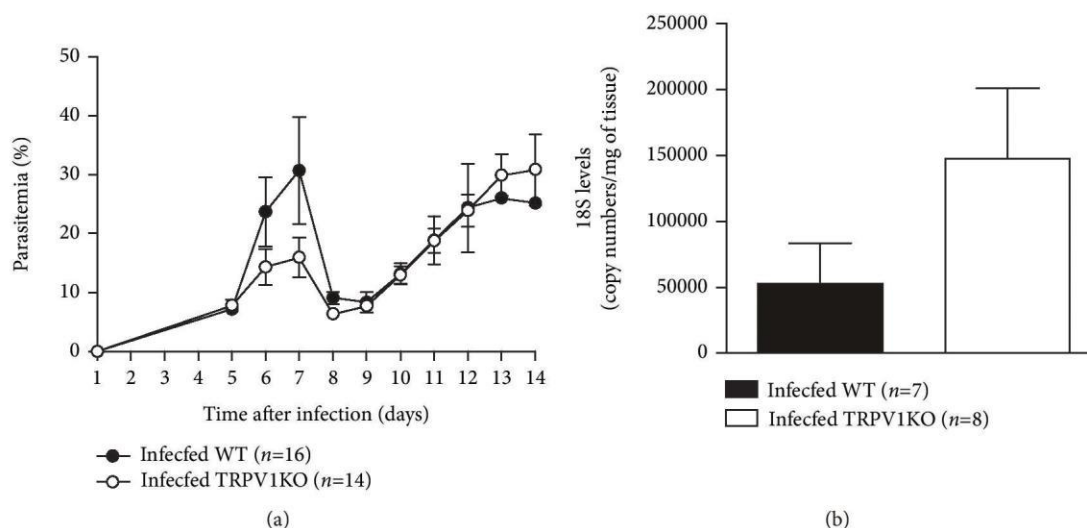 50
40
30
20
10
0
Parasitemia (%)
1 2 3 4 5 6 7 8 9 10 11 12 13 14
Time after infection (days)
Infecfed WT (n=16)
Infecfed TRPV1KO (n=14)
(a)
250000
200000
150000
100000
50000
0
18S levels
(copy numbers/mg of tissue)
Infecfed WT (n=7)
Infecfed TRPV1KO (n=8)
(b)